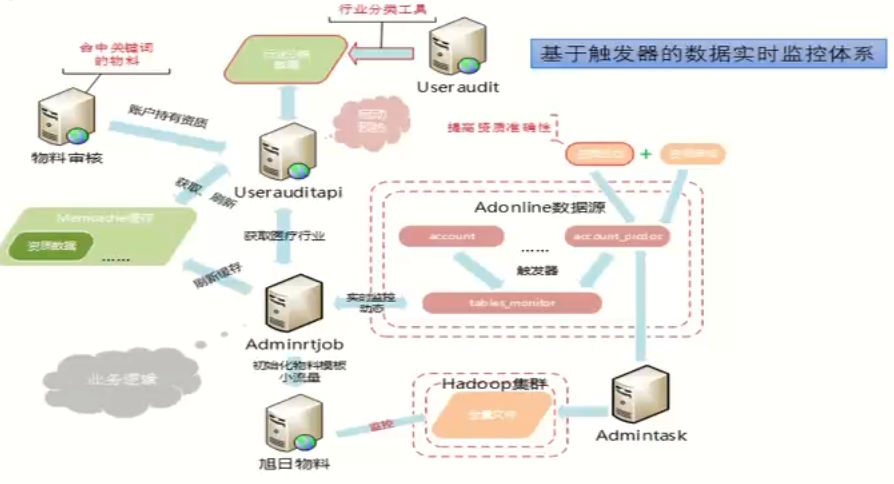 行业分类工具
基于触发器的数据实时监控体系
命中关键词
的物料
行业分类
数据
Useraudit
账户持有资质
启动
预热
提高资质准确性
物料审核
Userauditapi
+
获取、刷新
Memcache缓存
Adonline数据源
资质数据
......
获取医疗行业
account
......
触发器
刷新缓存
实时监控
动态
tables_monitor
Adminrtjob
初始化物料模板
小流量
业务逻辑
Hadoop集群
全量文件
监控
Admintask
旭日物料